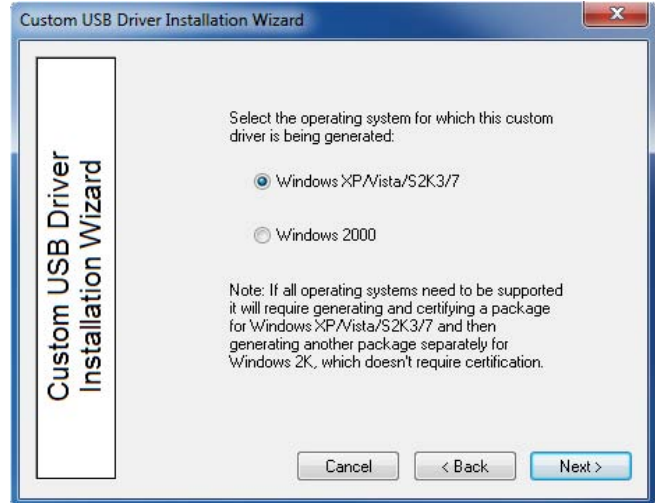 Custom USB Driver Installation Wizard
Custom USB Driver
Installation Wizard
Select the operating system for which this custom
driver is being generated:
Windows XP/Vista/S2K3/7
Windows 2000
Note: If all operating systems need to be supported
it will require generating and certifying a package
for Windows XP/Vista/S2K3/7 and then
generating another package separately for
Windows 2K, which doesn't require certification.
Cancel
< Back
Next >